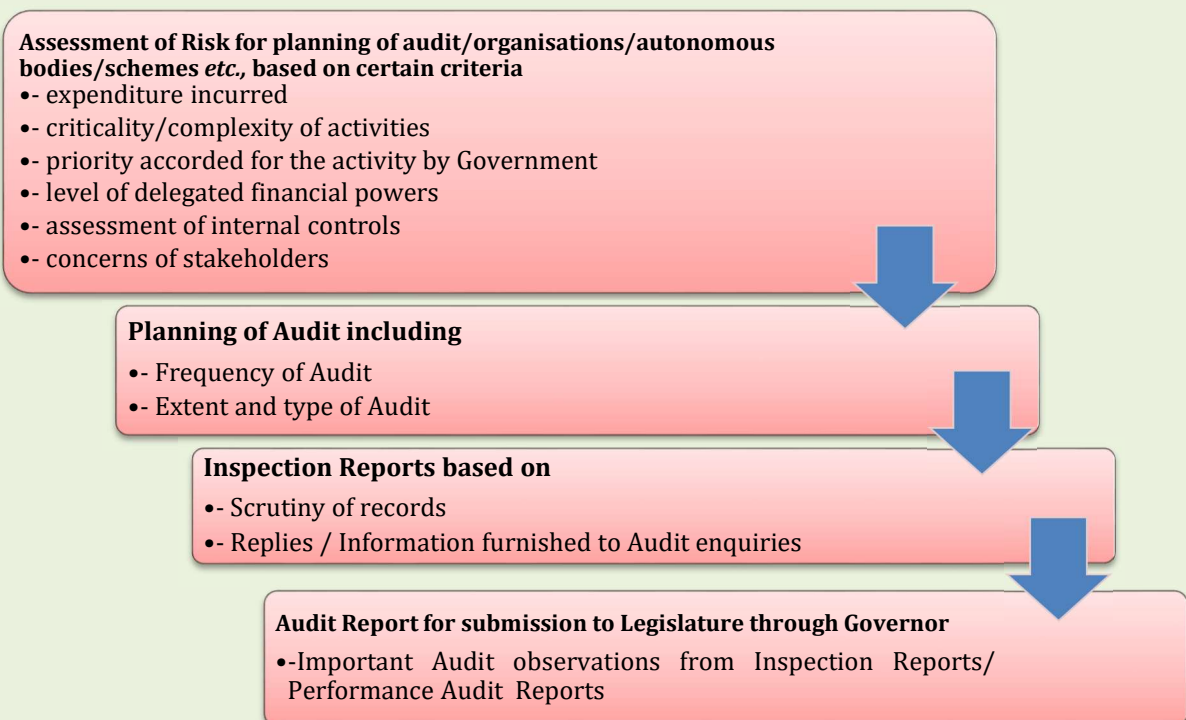 Assessment of Risk for planning of audit/organisations/autonomous
bodies/schemes etc., based on certain criteria
•- expenditure incurred
•- criticality/complexity of activities
•- priority accorded for the activity by Government
•- level of delegated financial powers
•- assessment of internal controls
•- concerns of stakeholders
Planning of Audit including
•- Frequency of Audit
•- Extent and type of Audit
Inspection Reports based on
•- Scrutiny of records
•- Replies / Information furnished to Audit enquiries
Audit Report for submission to Legislature through Governor
•-Important Audit observations from Inspection Reports/
Performance Audit Reports